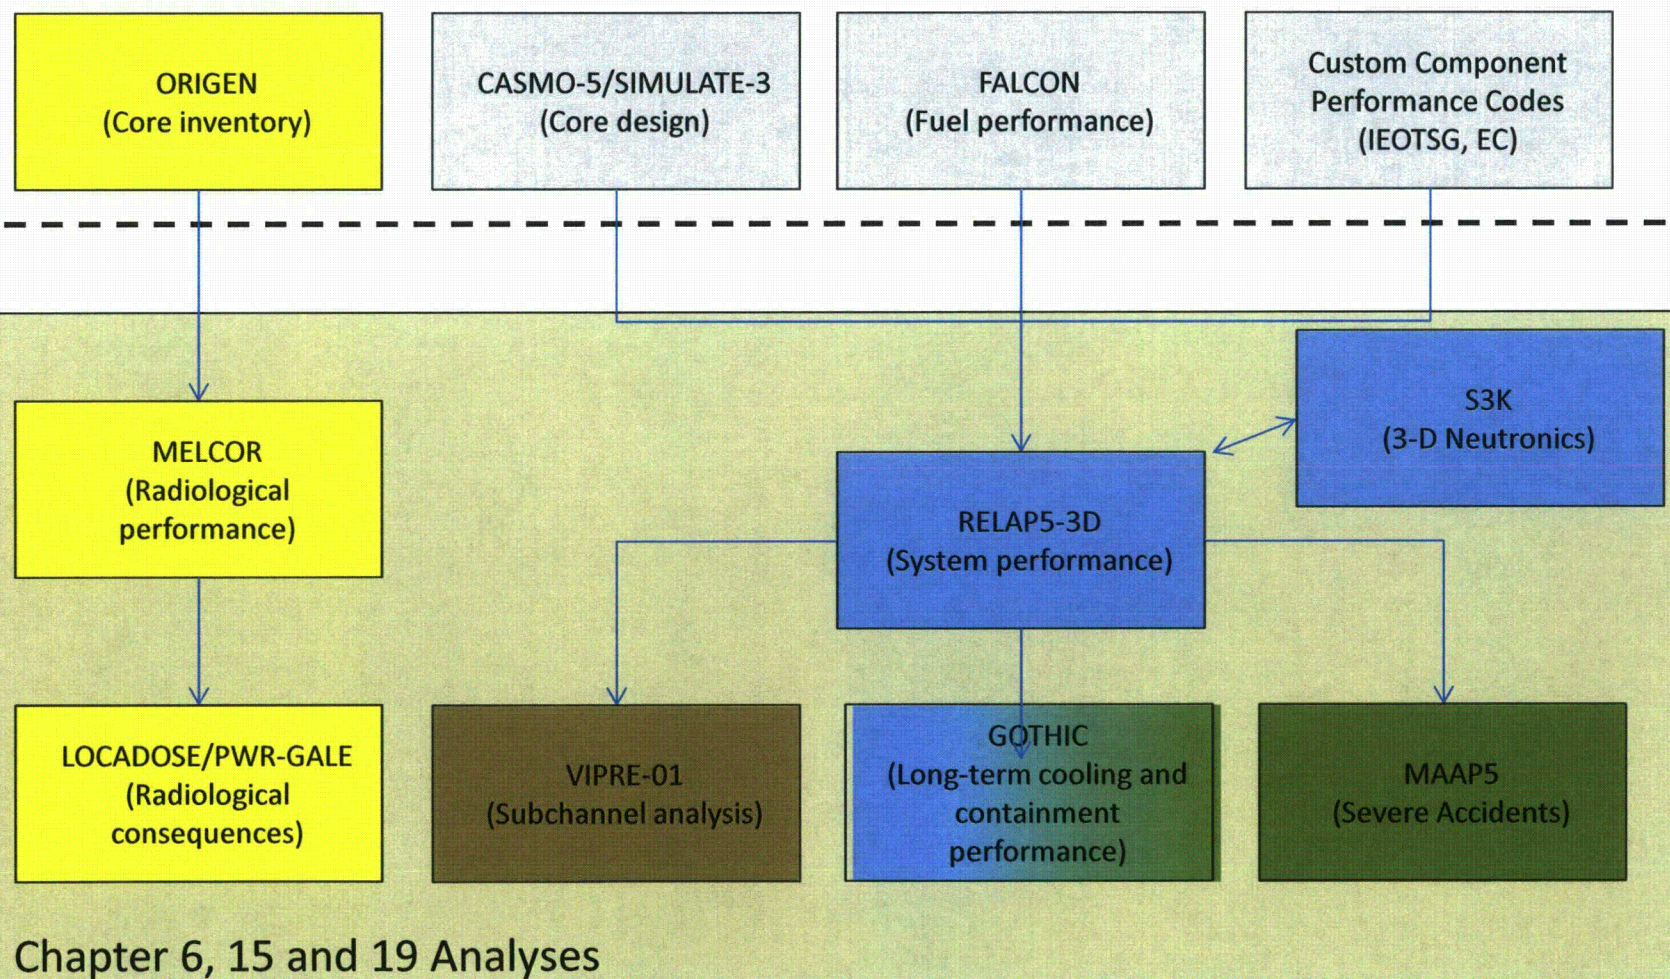 ORIGEN
(Core inventory)
CASMO-5/SIMULATE-3
(Core design)
FALCON
(Fuel performance)
Custom Component
Performance Codes
(IEOTSG, EC)
S3K
(3-D Neutronics)
MELCOR
(Radiological
performance)
RELAP5-3D
(System performance)
LOCADOSE/PWR-GALE
(Radiological
consequences)
VIPRE-01
(Subchannel analysis)
GOTHIC
(Long-term cooling and
containment
performance)
MAAP5
(Severe Accidents)
Chapter 6, 15 and 19 Analyses